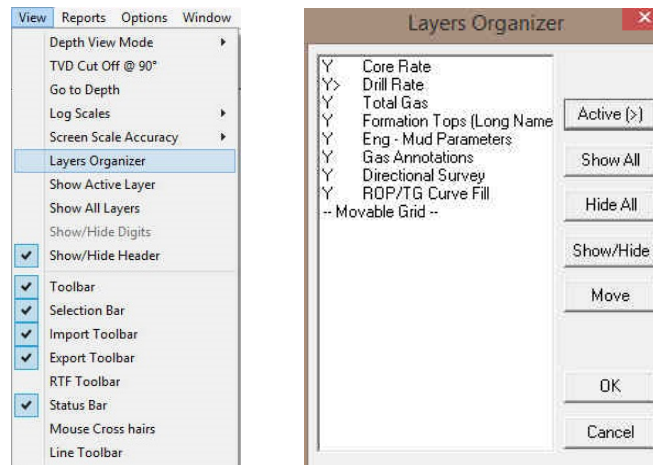 View Reports Options Window
Depth View Mode
TVD Cut Off @ 90°
Go to Depth
Log Scales
Screen Scale Accuracy
Layers Organizer
Show Active Layer
Show All Layers
Show/Hide Digits
Show/Hide Header
Toolbar
Selection Bar
Import Toolbar
Export Toolbar
RTF Toolbar
Status Bar
Mouse Cross hairs
Line Toolbar
Layers Organizer
Y Core Rate
Y> Drill Rate
Y Total Gas
Y Formation Tops (Long Name
Y Eng - Mud Parameters
Y Gas Annotations
Y Directional Survey
Y ROP/TG Curve Fill
-- Movable Grid --
Active (>)
Show All
Hide All
Show/Hide
Move
OK
Cancel